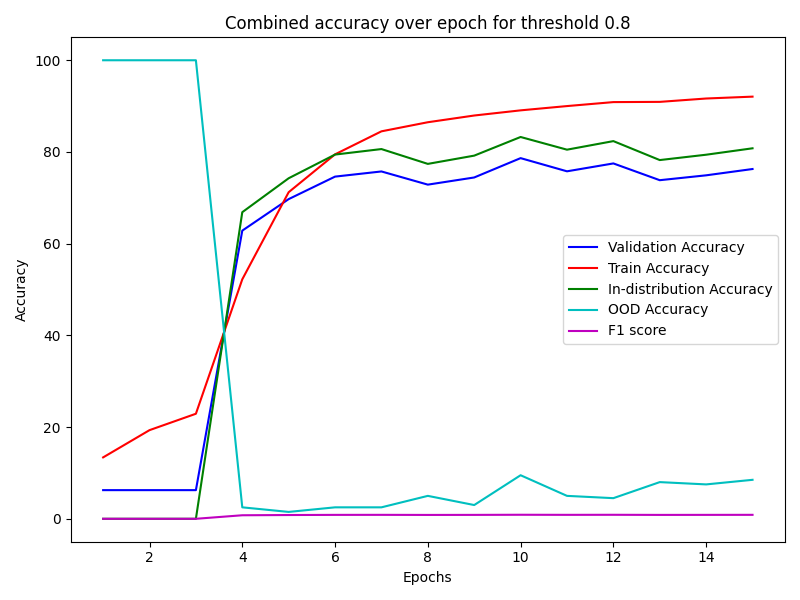 Combined accuracy over epoch for threshold 0.8
100
80
60
40
20
0
Accuracy
Validation Accuracy
Train Accuracy
In-distribution Accuracy
OOD Accuracy
F1 score
2 4 6 8 10 12 14
Epochs